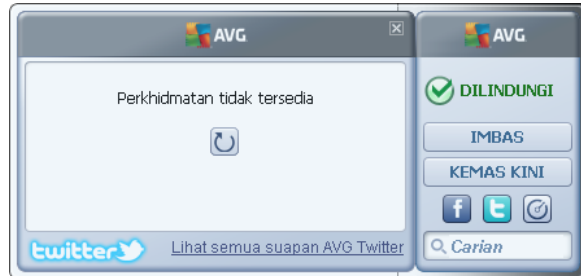 AVG
Perkhidmatan tidak tersedia
twitter
Lihat semua suapan AVG Twitter
AVG
DILINDUNGI
IMBAS
KEMAS KINI
f t
Carian